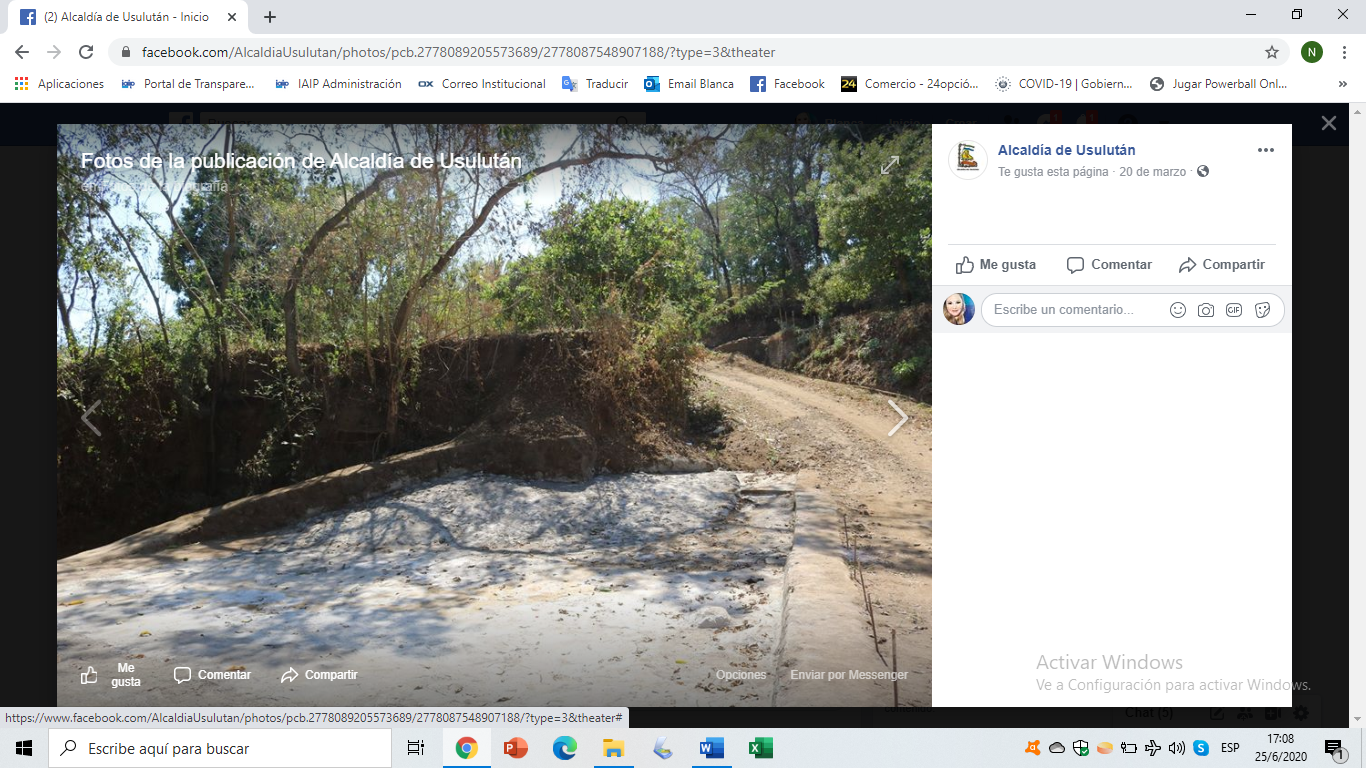 (2) Alcaldía de Usulután - Inicio
facebook.com/AlcaldiaUsulutan/photos/pcb.2778089205573689/2778087548907188/?type=3&theater
N
Aplicaciones
Portal de Transpare...
IAIP Administración
Correo Institucional
Traducir
Email Blanca
Facebook
24
Comercio - 24opció...
COVID-19 | Gobiern...
Jugar Powerball Onl...
»
Fotos de la publicación de Alcaldía de Usulután
Alcaldía de Usulután
Te gusta esta página · 20 de marzo ·
Me gusta
Comentar
Compartir
Escribe un comentario...
GIF
Me gusta
Comentar
Compartir
Opciones
Enviar por Messenger
Activar Windows
Ve a Configuración para activar Windows.
Chat (5)
https://www.facebook.com/AlcaldiaUsulutan/photos/pcb.2778089205573689/2778087548907188/?type=3&theater#
Escribe aquí para buscar
ESP
17:08
25/6/2020
1